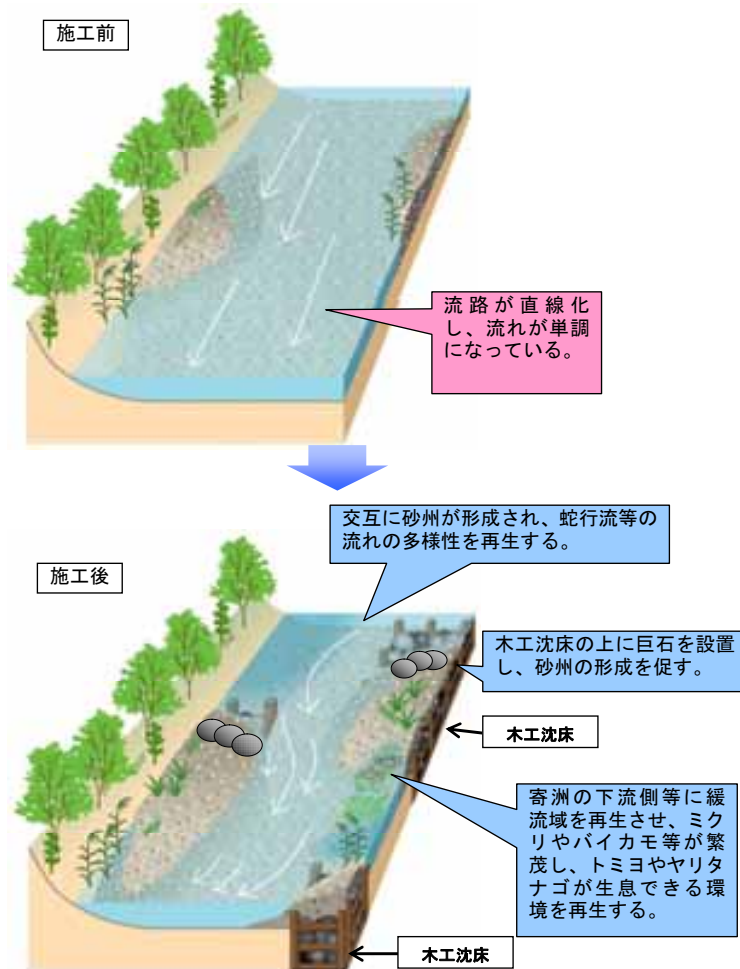 施工前
流路が直線化
し、流れが単調
になっている。
交互に砂州が形成され、蛇行流等の
流れの多様性を再生する。
施工後
木工沈床の上に巨石を設置
し、砂州の形成を促す。
木工沈床
寄洲の下流側等に緩
流域を再生させ、ミク
リやバイカモ等が繁
茂し、トミヨやヤリタ
ナゴが生息できる環
境を再生する。
木工沈床